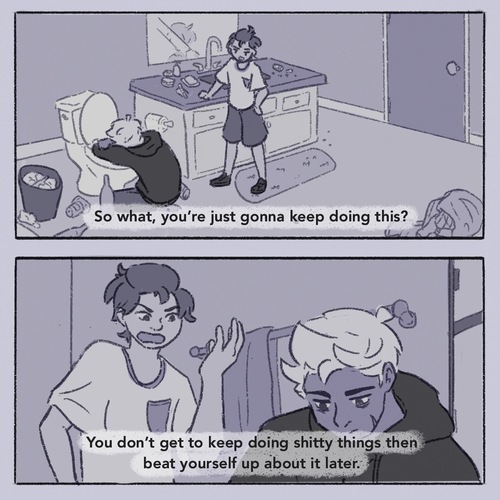 So what, you're just gonna keep doing this?
You don't get to keep doing shitty things then
beat yourself up about it later.